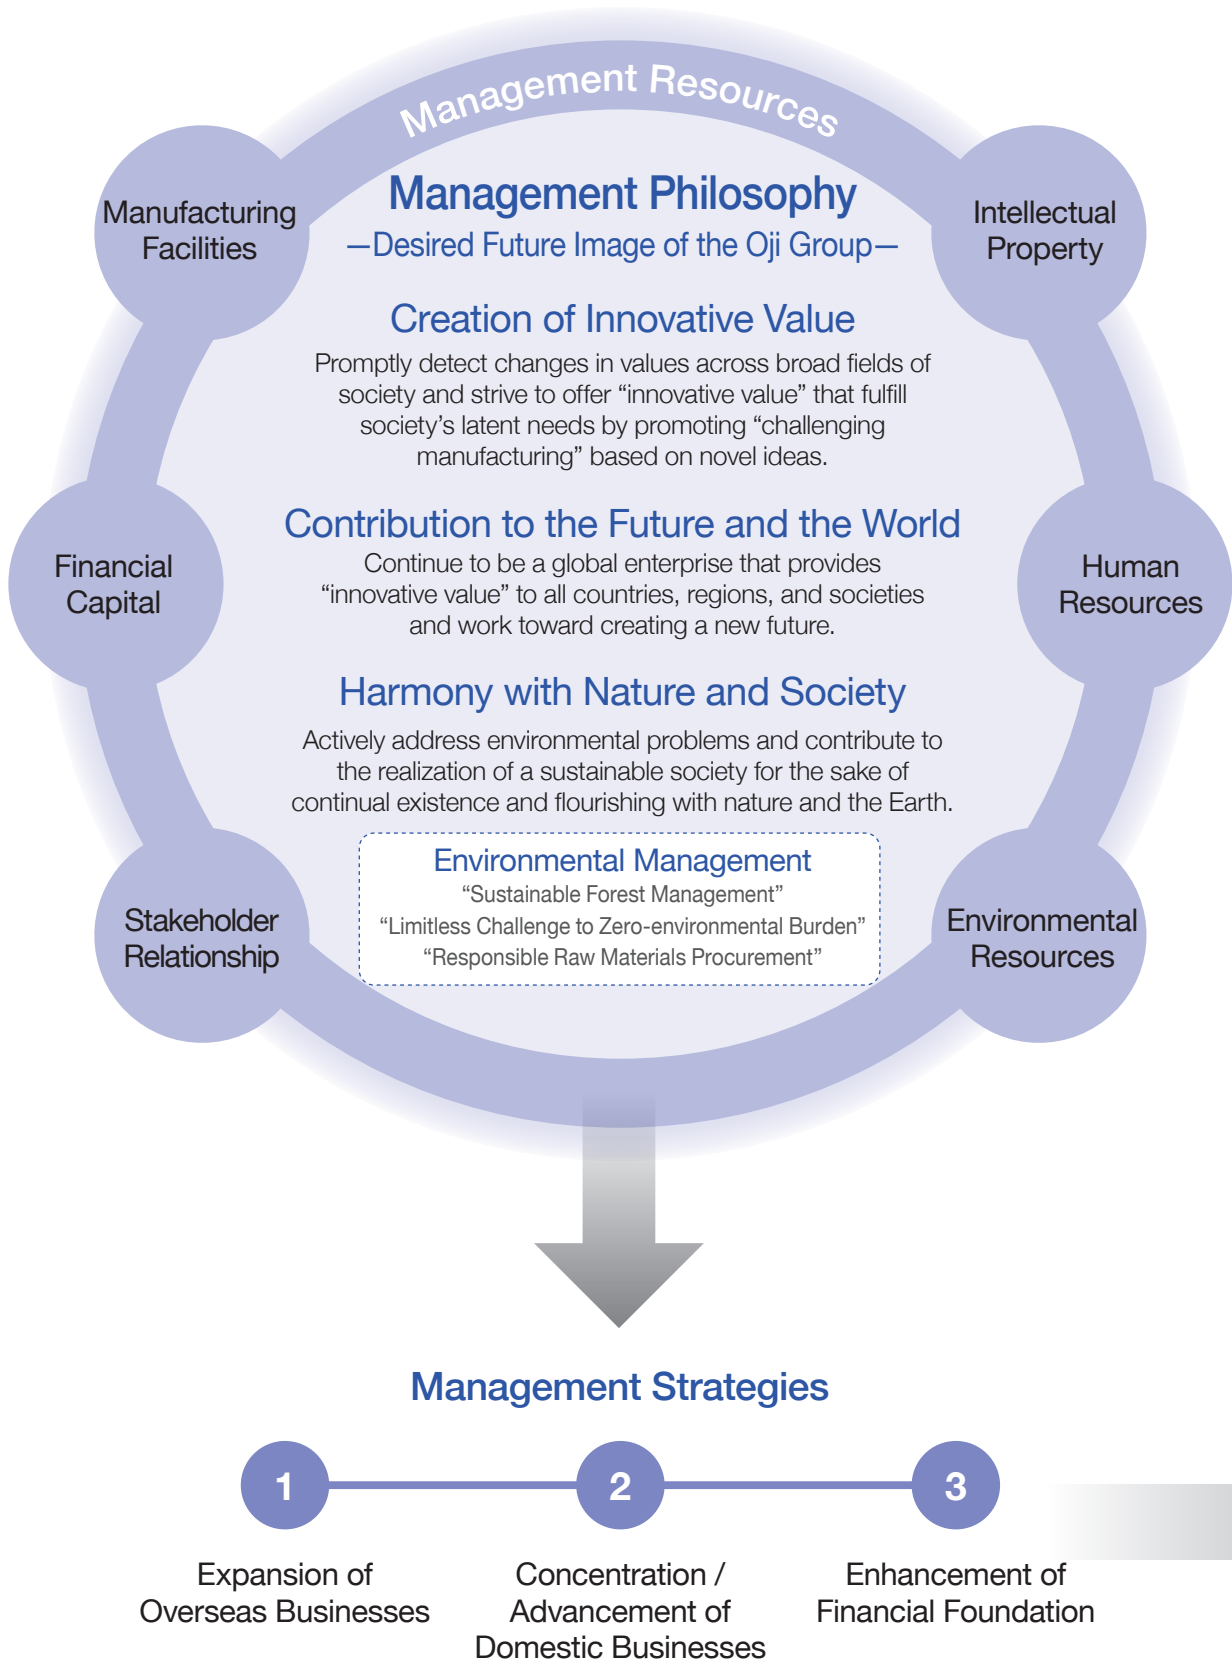 Management Resources
Manufacturing
Facilities
Intellectual
Property
Management Philosophy
—Desired Future Image of the Oji Group—
Creation of Innovative Value
Promptly detect changes in values across broad fields of
society and strive to offer “innovative value” that fulfill
society’s latent needs by promoting “challenging
manufacturing” based on novel ideas.
Contribution to the Future and the World
Continue to be a global enterprise that provides
“innovative value” to all countries, regions, and societies
and work toward creating a new future.
Financial
Capital
Human
Resources
Harmony with Nature and Society
Actively address environmental problems and contribute to
the realization of a sustainable society for the sake of
continual existence and flourishing with nature and the Earth.
Environmental Management
“Sustainable Forest Management”
“Limitless Challenge to Zero-environmental Burden”
“Responsible Raw Materials Procurement”
Stakeholder
Relationship
Environmental
Resources
Management Strategies
1
2
3
Expansion of
Overseas Businesses
Concentration /
Advancement of
Domestic Businesses
Enhancement of
Financial Foundation